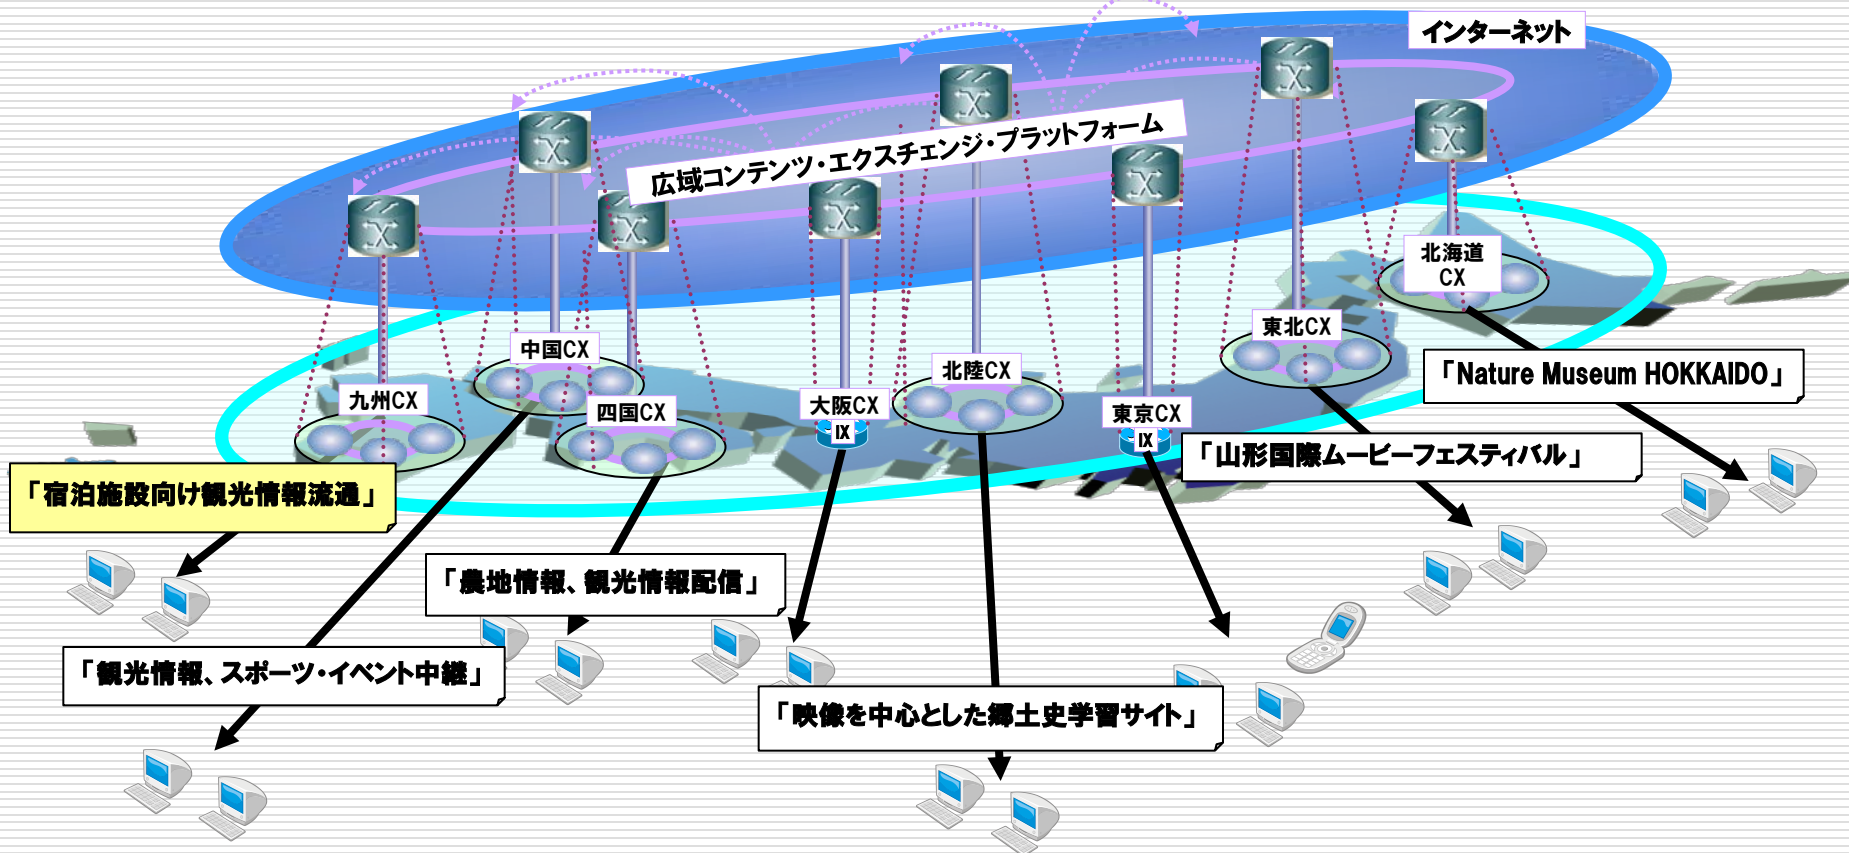 インターネット
広域コンテンツ・エクスチェンジ・プラットフォーム
北海道
CX
東北CX
中国CX
北陸CX
九州CX
四国CX
大阪CX
IX
東京CX
IX
「Nature Museum HOKKAIDO」
「山形国際ムービーフェスティバル」
「宿泊施設向け観光情報流通」
「農地情報、観光情報配信」
「観光情報、スポーツ・イベント中継」
「映像を中心とした郷土史学習サイト」